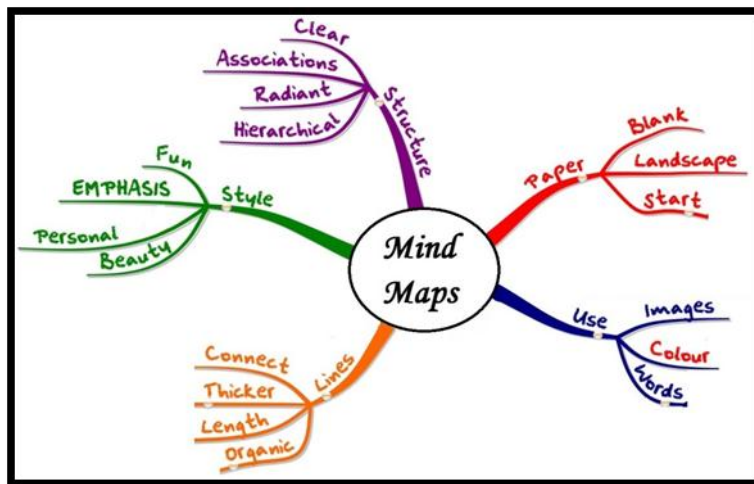 Mind
Maps
Structure
Clear
Associations
Radiant
Hierarchical
Paper
Blank
Landscape
Start
Use
Images
Colour
Words
Lines
Connect
Thicker
Length
Organic
Style
Fun
EMPHASIS
Personal
Beauty